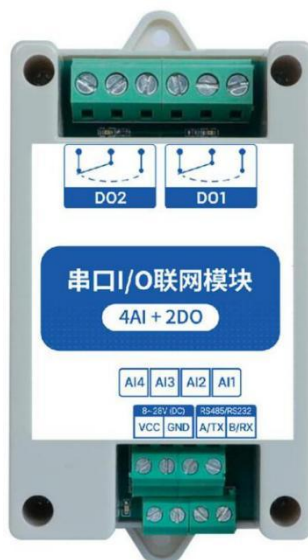 DO2 DO1
串口I/O联网模块
4AI + 2DO
AI4 AI3 AI2 AI1
8~28V (DC) RS485/RS232
VCC GND A/TX B/RX